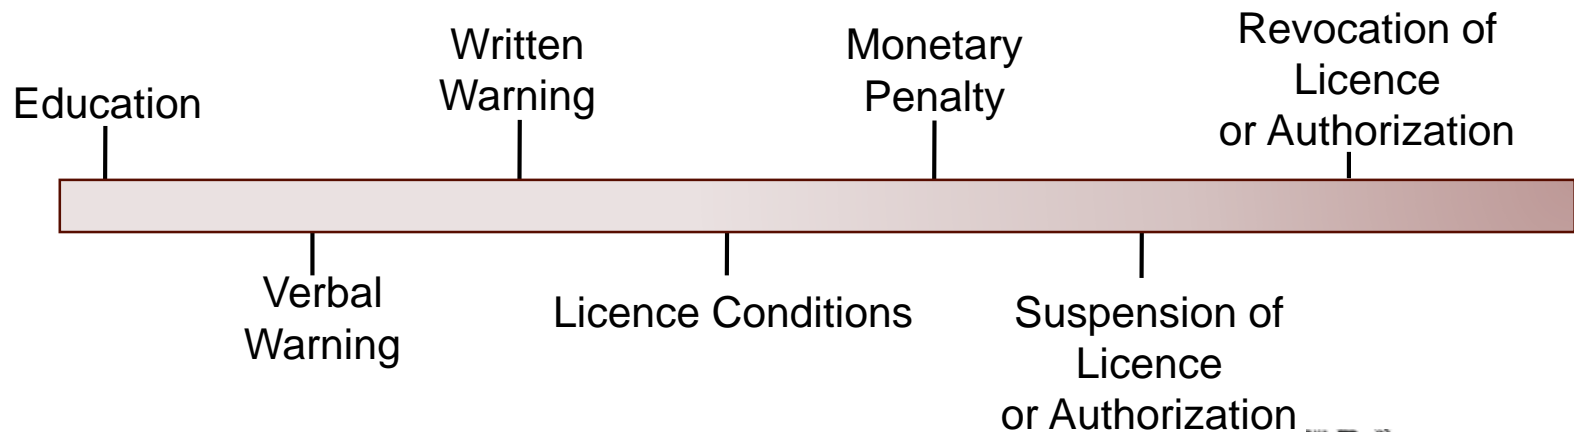 Education
Verbal
Warning
Written
Warning
Licence Conditions
Monetary
Penalty
Suspension of
Licence
or Authorization
Revocation of
Licence
or Authorization